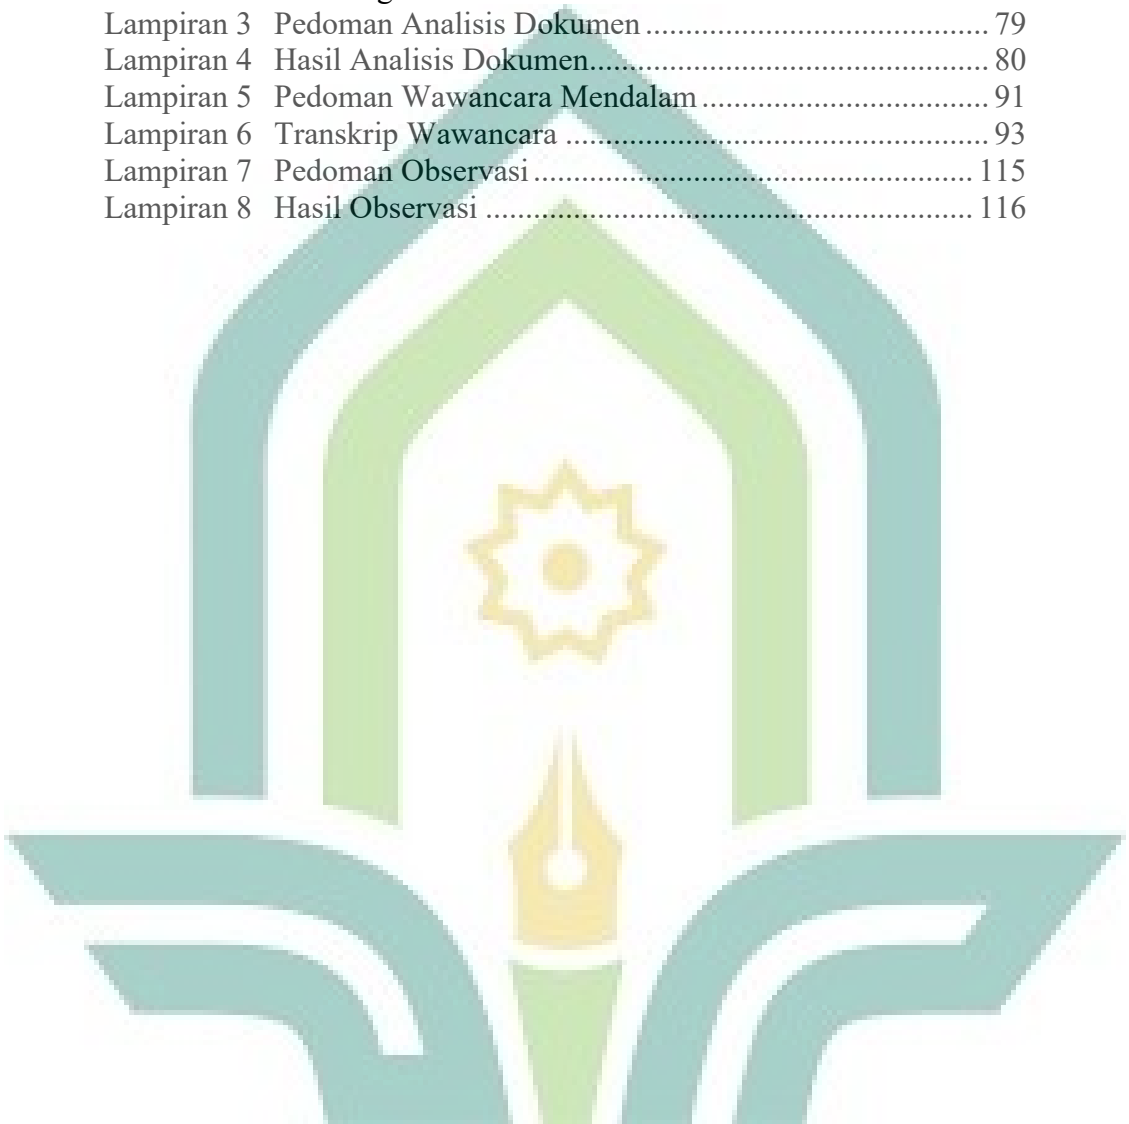 Lampiran 3 Pedoman Analisis Dokumen ..................................... 79
Lampiran 4 Hasil Analisis Dokumen........................................... 80
Lampiran 5 Pedoman Wawancara Mendalam ............................... 91
Lampiran 6 Transkrip Wawancara .............................................. 93
Lampiran 7 Pedoman Observasi ................................................ 115
Lampiran 8 Hasil Observasi ..................................................... 116